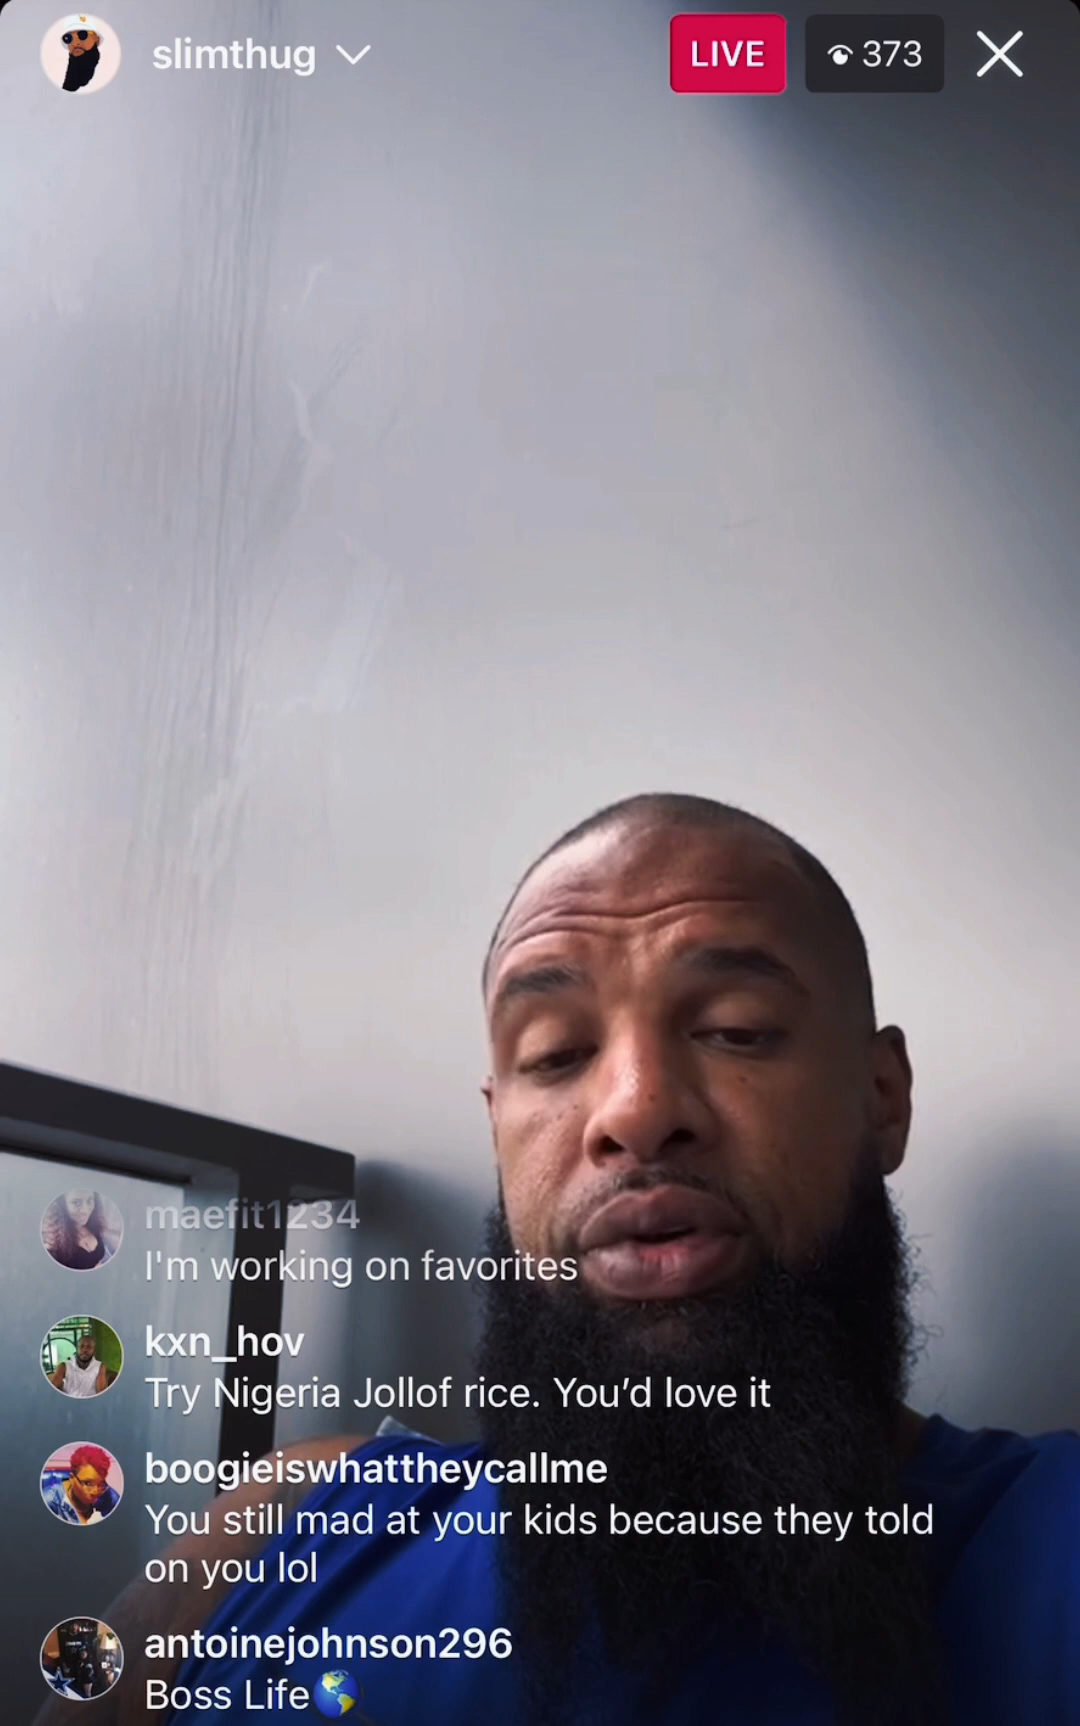 slimthug
LIVE
373
maefit1234
I'm working on favorites
kxn_hov
Try Nigeria Jollof rice. You’d love it
boogieiswhattheycallme
You still mad at your kids because they told
on you lol
antoinejohnson296
Boss Life🌎